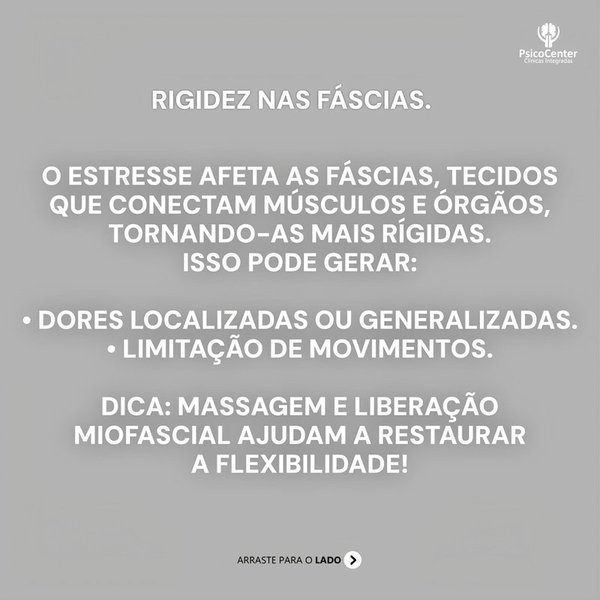 PsicoCenter
Clínicas Integradas
RIGIDEZ NAS FÁSCIAS.
O ESTRESSE AFETA AS FÁSCIAS, TECIDOS
QUE CONECTAM MÚSCULOS E ÓRGÃOS,
TORNANDO-AS MAIS RÍGIDAS.
ISSO PODE GERAR:
• DORES LOCALIZADAS OU GENERALIZADAS.
• LIMITAÇÃO DE MOVIMENTOS.
DICA: MASSAGEM E LIBERAÇÃO
MIOFASCIAL AJUDAM A RESTAURAR
A FLEXIBILIDADE!
ARRASTE PARA O LADO